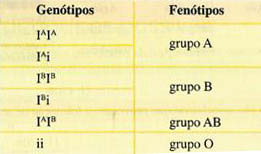 Genótipos Fenótipos
IᴬIᴬ
grupo A
Iᴬi
IᴮIᴮ
grupo B
Iᴮi
IᴬIᴮ grupo AB
ii grupo O